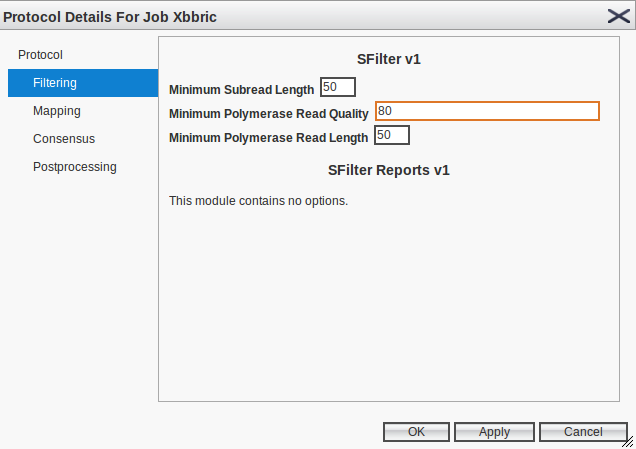 Protocol Details For Job Xbbric
Protocol
Filtering
Mapping
Consensus
Postprocessing
SFilter v1
Minimum Subread Length 50
Minimum Polymerase Read Quality 80
Minimum Polymerase Read Length 50
SFilter Reports v1
This module contains no options.
OK Apply Cancel